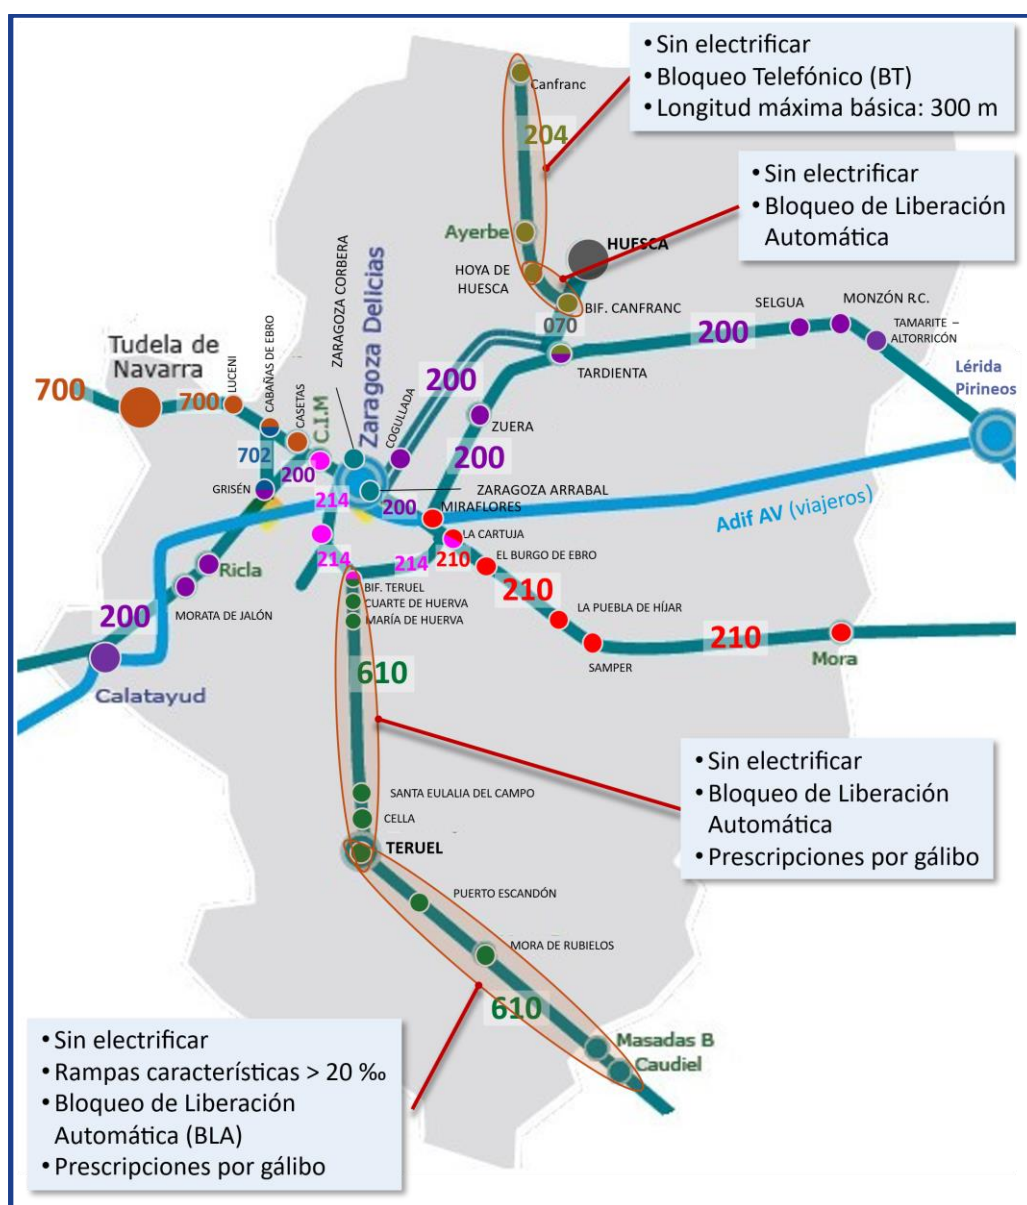 • Sin electrificar
• Bloqueo Telefónico (BT)
• Longitud máxima básica: 300 m
Canfranc
204
• Sin electrificar
• Bloqueo de Liberación
Automática
Ayerbe
HUESCA
HOYA DE
HUESCA
BIF. CANFRANC
070
ZARAGOZA CORBERA
Zaragoza Delicias
SELGUA
MONZÓN R.C.
TAMARITE –
ALTORRICÓN
200
TARDIENTA
Lérida
Pirineos
Tudela de
Navarra
700
700
LUCENI
CABAÑAS DE EBRO
CASETAS
C.I.M
COGULLADA
200
ZUERA
200
702
200
GRISÉN
214
200
ZARAGOZA ARRABAL
MIRAFLORES
Adif AV (viajeros)
LA CARTUJA
214
214
210
EL BURGO DE EBRO
210
Ricla
BIF. TERUEL
CUARTE DE HUERVA
MARÍA DE HUERVA
MORATA DE JALÓN
200
LA PUEBLA DE HÍJAR
210
SAMPER
Mora
Calatayud
610
• Sin electrificar
• Bloqueo de Liberación
Automática
• Prescripciones por gálibo
SANTA EULALIA DEL CAMPO
CELLA
TERUEL
PUERTO ESCANDÓN
MORA DE RUBIELOS
610
Masadas B
Caudiel
• Sin electrificar
• Rampas características > 20 ‰
• Bloqueo de Liberación
Automática (BLA)
• Prescripciones por gálibo